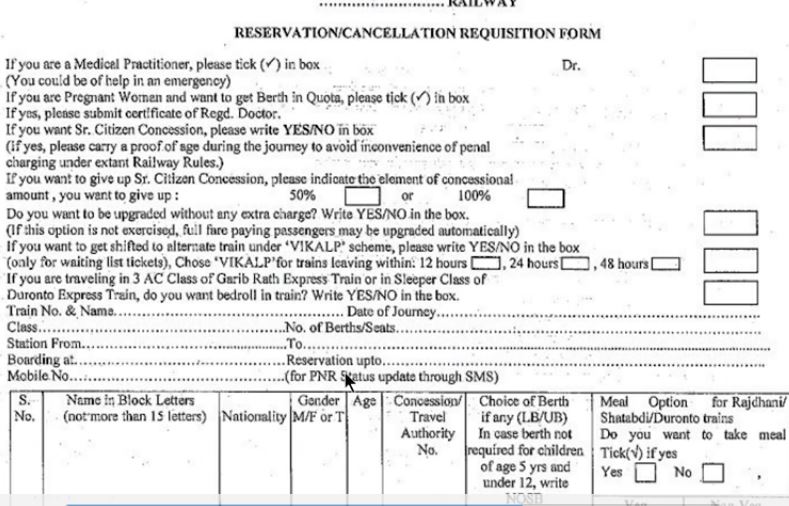 ........................ RAILWAY
RESERVATION/CANCELLATION REQUISITION FORM
If you are a Medical Practitioner, please tick (✓) in box Dr.
(You could be of help in an emergency)
If you are Pregnant Women and want to get Berth in Quota, please tick (✓) in box
If yes, please submit certificate of Regd. Doctor.
If you want Sr. Citizen Concession, please write YES/NO in box
(if yes, please carry a proof of age during the journey to avoid inconvenience of penal
charging under extant Railway Rules.)
If you want to give up Sr. Citizen Concession, please indicate the element of concessional
amount , you want to give up : 50% or 100%
Do you want to be upgraded without any extra charge? Write YES/NO in the box.
(If this option is not exercised, full fare paying passengers may be upgraded automatically)
If you want to get shifted to alternate train under 'VIKALP' scheme, please write YES/NO in the box
(only for waiting list tickets), Chose 'VIKALP' for trains leaving within: 12 hours , 24 hours , 48 hours
If you are traveling in 3 AC Class of Garib Rath Express Train or in Sleeper Class of
Duronto Express Train, do you want bedroll in train? Write YES/NO in the box.
Train No. & Name........................ Date of Journey........................
Class........................No. of Berths/Seats........................
Station From........................To........................
Boarding at........................Reservation upto........................
Mobile No........................(for PNR Status update through SMS)
S. No.
Name in Block Letters
(not more than 15 letters)
Nationality
Gender
M/F or T
Age
Concession/
Travel
Authority
No.
Choice of Berth
if any (LB/UB)
In case berth not
required for children
of age 5 yrs and
under 12, write
NOSB
Meal Option for Rajdhani/
Shatabdi/Duronto trains
Do you want to take meal
Tick(√) if yes
Yes No